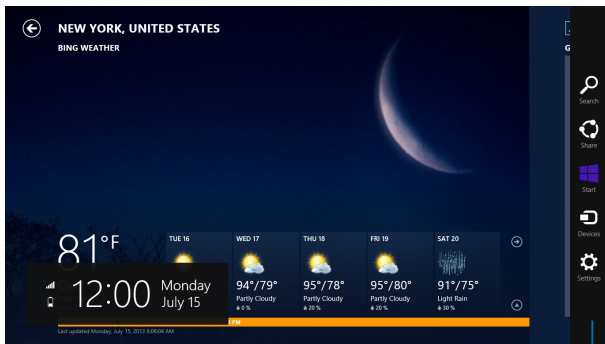 NEW YORK, UNITED STATES
BING WEATHER
G
Search
Share
Start
Devices
Settings
81°F
TUE 16
WED 17
94°/79°
Partly Cloudy
0 %
THU 18
95°/78°
Partly Cloudy
20 %
FRI 19
95°/80°
Partly Cloudy
20 %
SAT 20
91°/75°
Light Rain
30 %
12:00
Monday
July 15
PM
Last updated Monday, July 15, 2013 6:06:04 AM